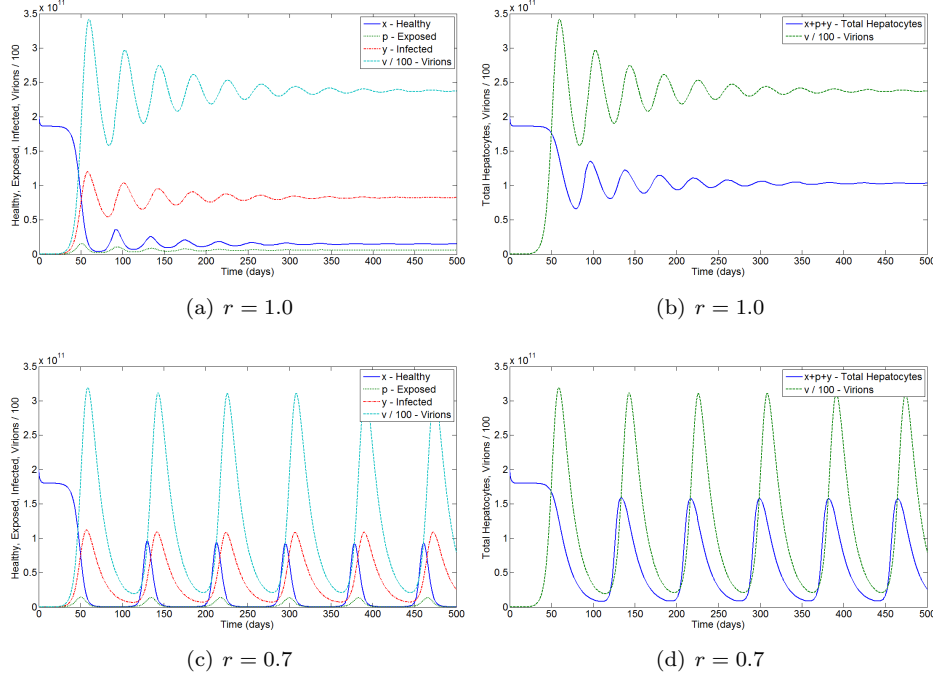 x 10^11
3.5
3
2.5
2
1.5
1
0.5
0
Healthy, Exposed, Infected, Virions / 100
x - Healthy
p - Exposed
y - Infected
v / 100 - Virions
0 50 100 150 200 250 300 350 400 450 500
Time (days)
(a) r = 1.0
x 10^11
3.5
3
2.5
2
1.5
1
0.5
0
Total Hepatocytes, Virions / 100
x+p+y - Total Hepatocytes
v / 100 - Virions
0 50 100 150 200 250 300 350 400 450 500
Time (days)
(b) r = 1.0
x 10^11
3.5
3
2.5
2
1.5
1
0.5
0
Healthy, Exposed, Infected, Virions / 100
x - Healthy
p - Exposed
y - Infected
v / 100 - Virions
0 50 100 150 200 250 300 350 400 450 500
Time (days)
(c) r = 0.7
x 10^11
3.5
3
2.5
2
1.5
1
0.5
0
Total Hepatocytes, Virions / 100
x+p+y - Total Hepatocytes
v / 100 - Virions
0 50 100 150 200 250 300 350 400 450 500
Time (days)
(d) r = 0.7